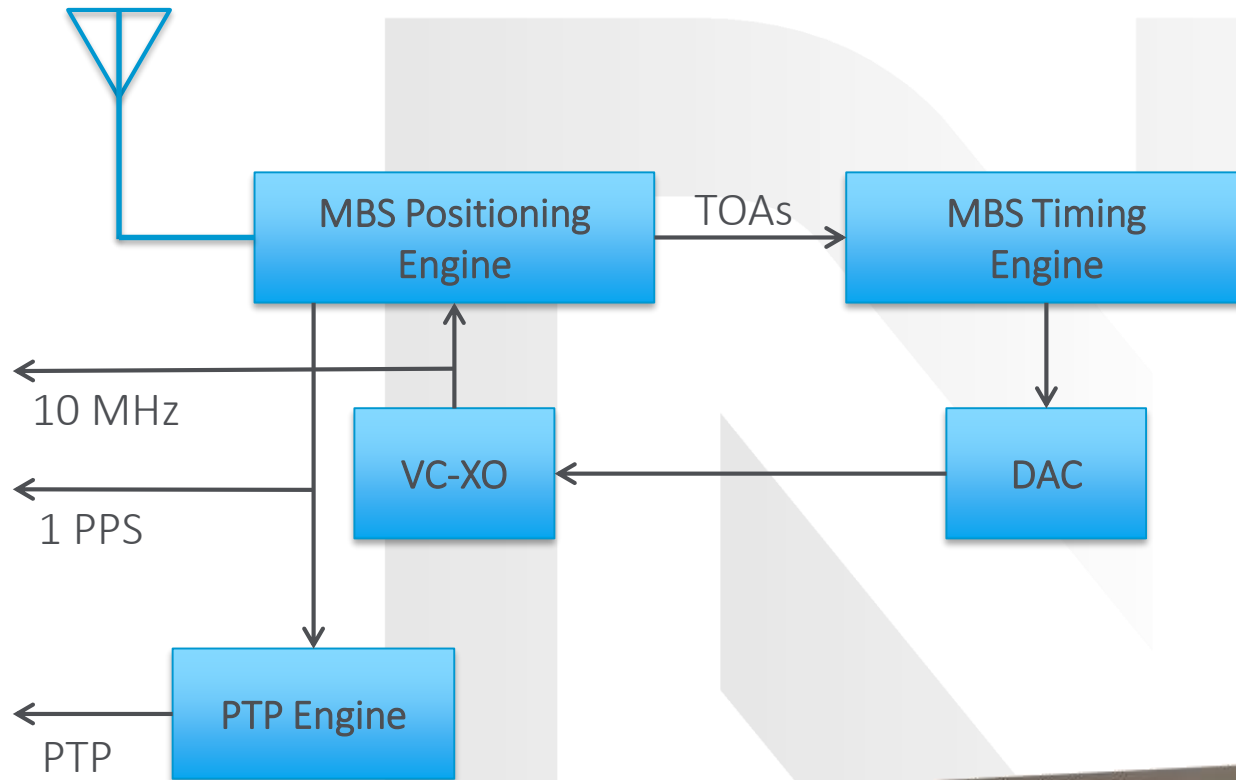 MBS Positioning
Engine
TOAs
MBS Timing
Engine
10 MHz
VC-XO
DAC
1 PPS
PTP Engine
PTP